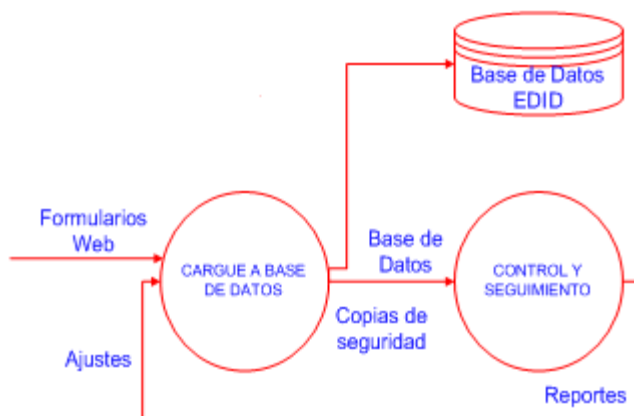 Base de Datos
EDID
Formularios
Web
CARGUE A BASE
DE DATOS
Base de
Datos
CONTROL Y
SEGUIMIENTO
Copias de
seguridad
Ajustes
Reportes